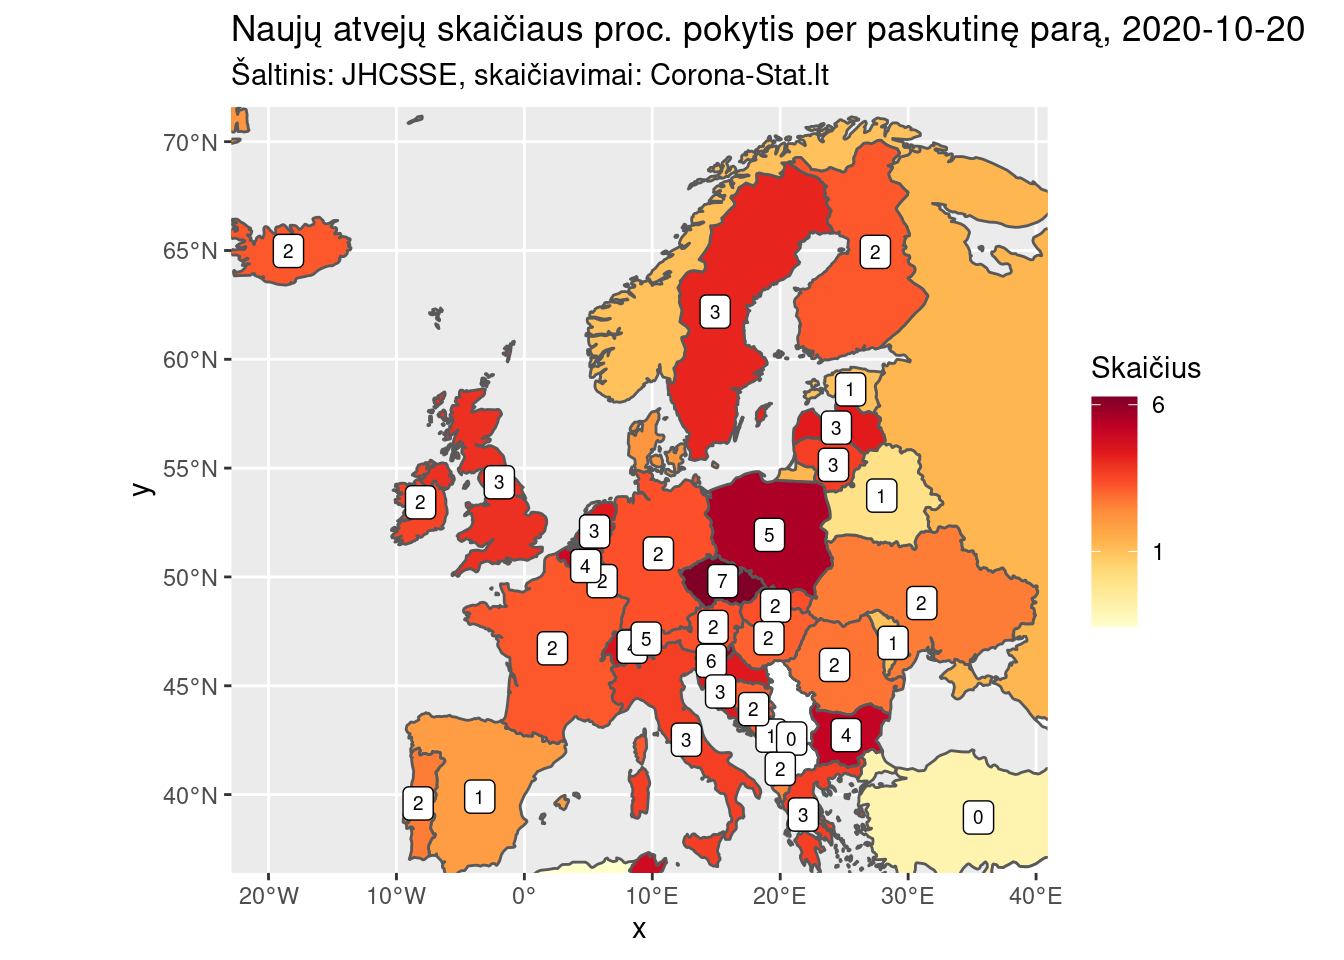 Naujų atvejų skaičiaus proc. pokytis per paskutinę parą, 2020-10-20
Šaltinis: JHCSSE, skaičiavimai: Corona-Stat.lt
70°N
65°N
60°N
55°N
50°N
45°N
40°N
y
2
2
3
1
3
3
1
2
3
3
5
4
2
2
7
2
2
1
2
2
5
2
2
6
3
2
1
0
4
3
2
2
1
3
0
20°W
10°W
0°
10°E
20°E
30°E
40°E
x
Skaičius
6
1